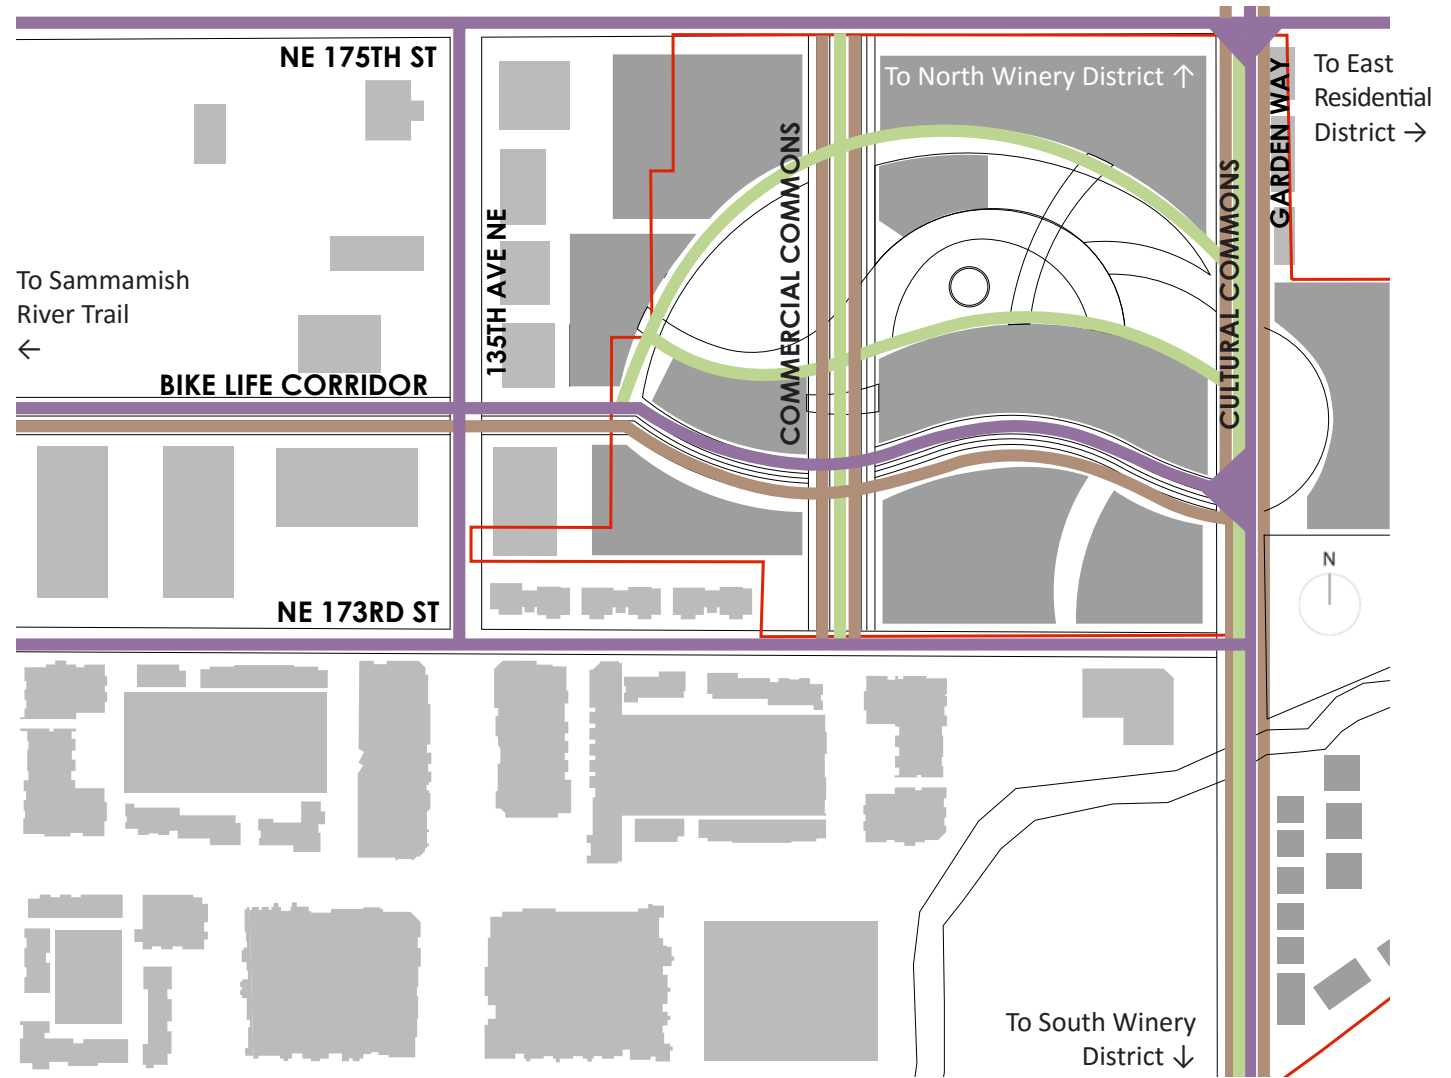 NE 175TH ST
To North Winery District ↑
To East
Residential
District →
COMMERCIAL COMMONS
CULTURAL COMMONS
GARDEN WAY
135TH AVE NE
To Sammamish
River Trail
←
BIKE LIFE CORRIDOR
N
NE 173RD ST
To South Winery
District ↓